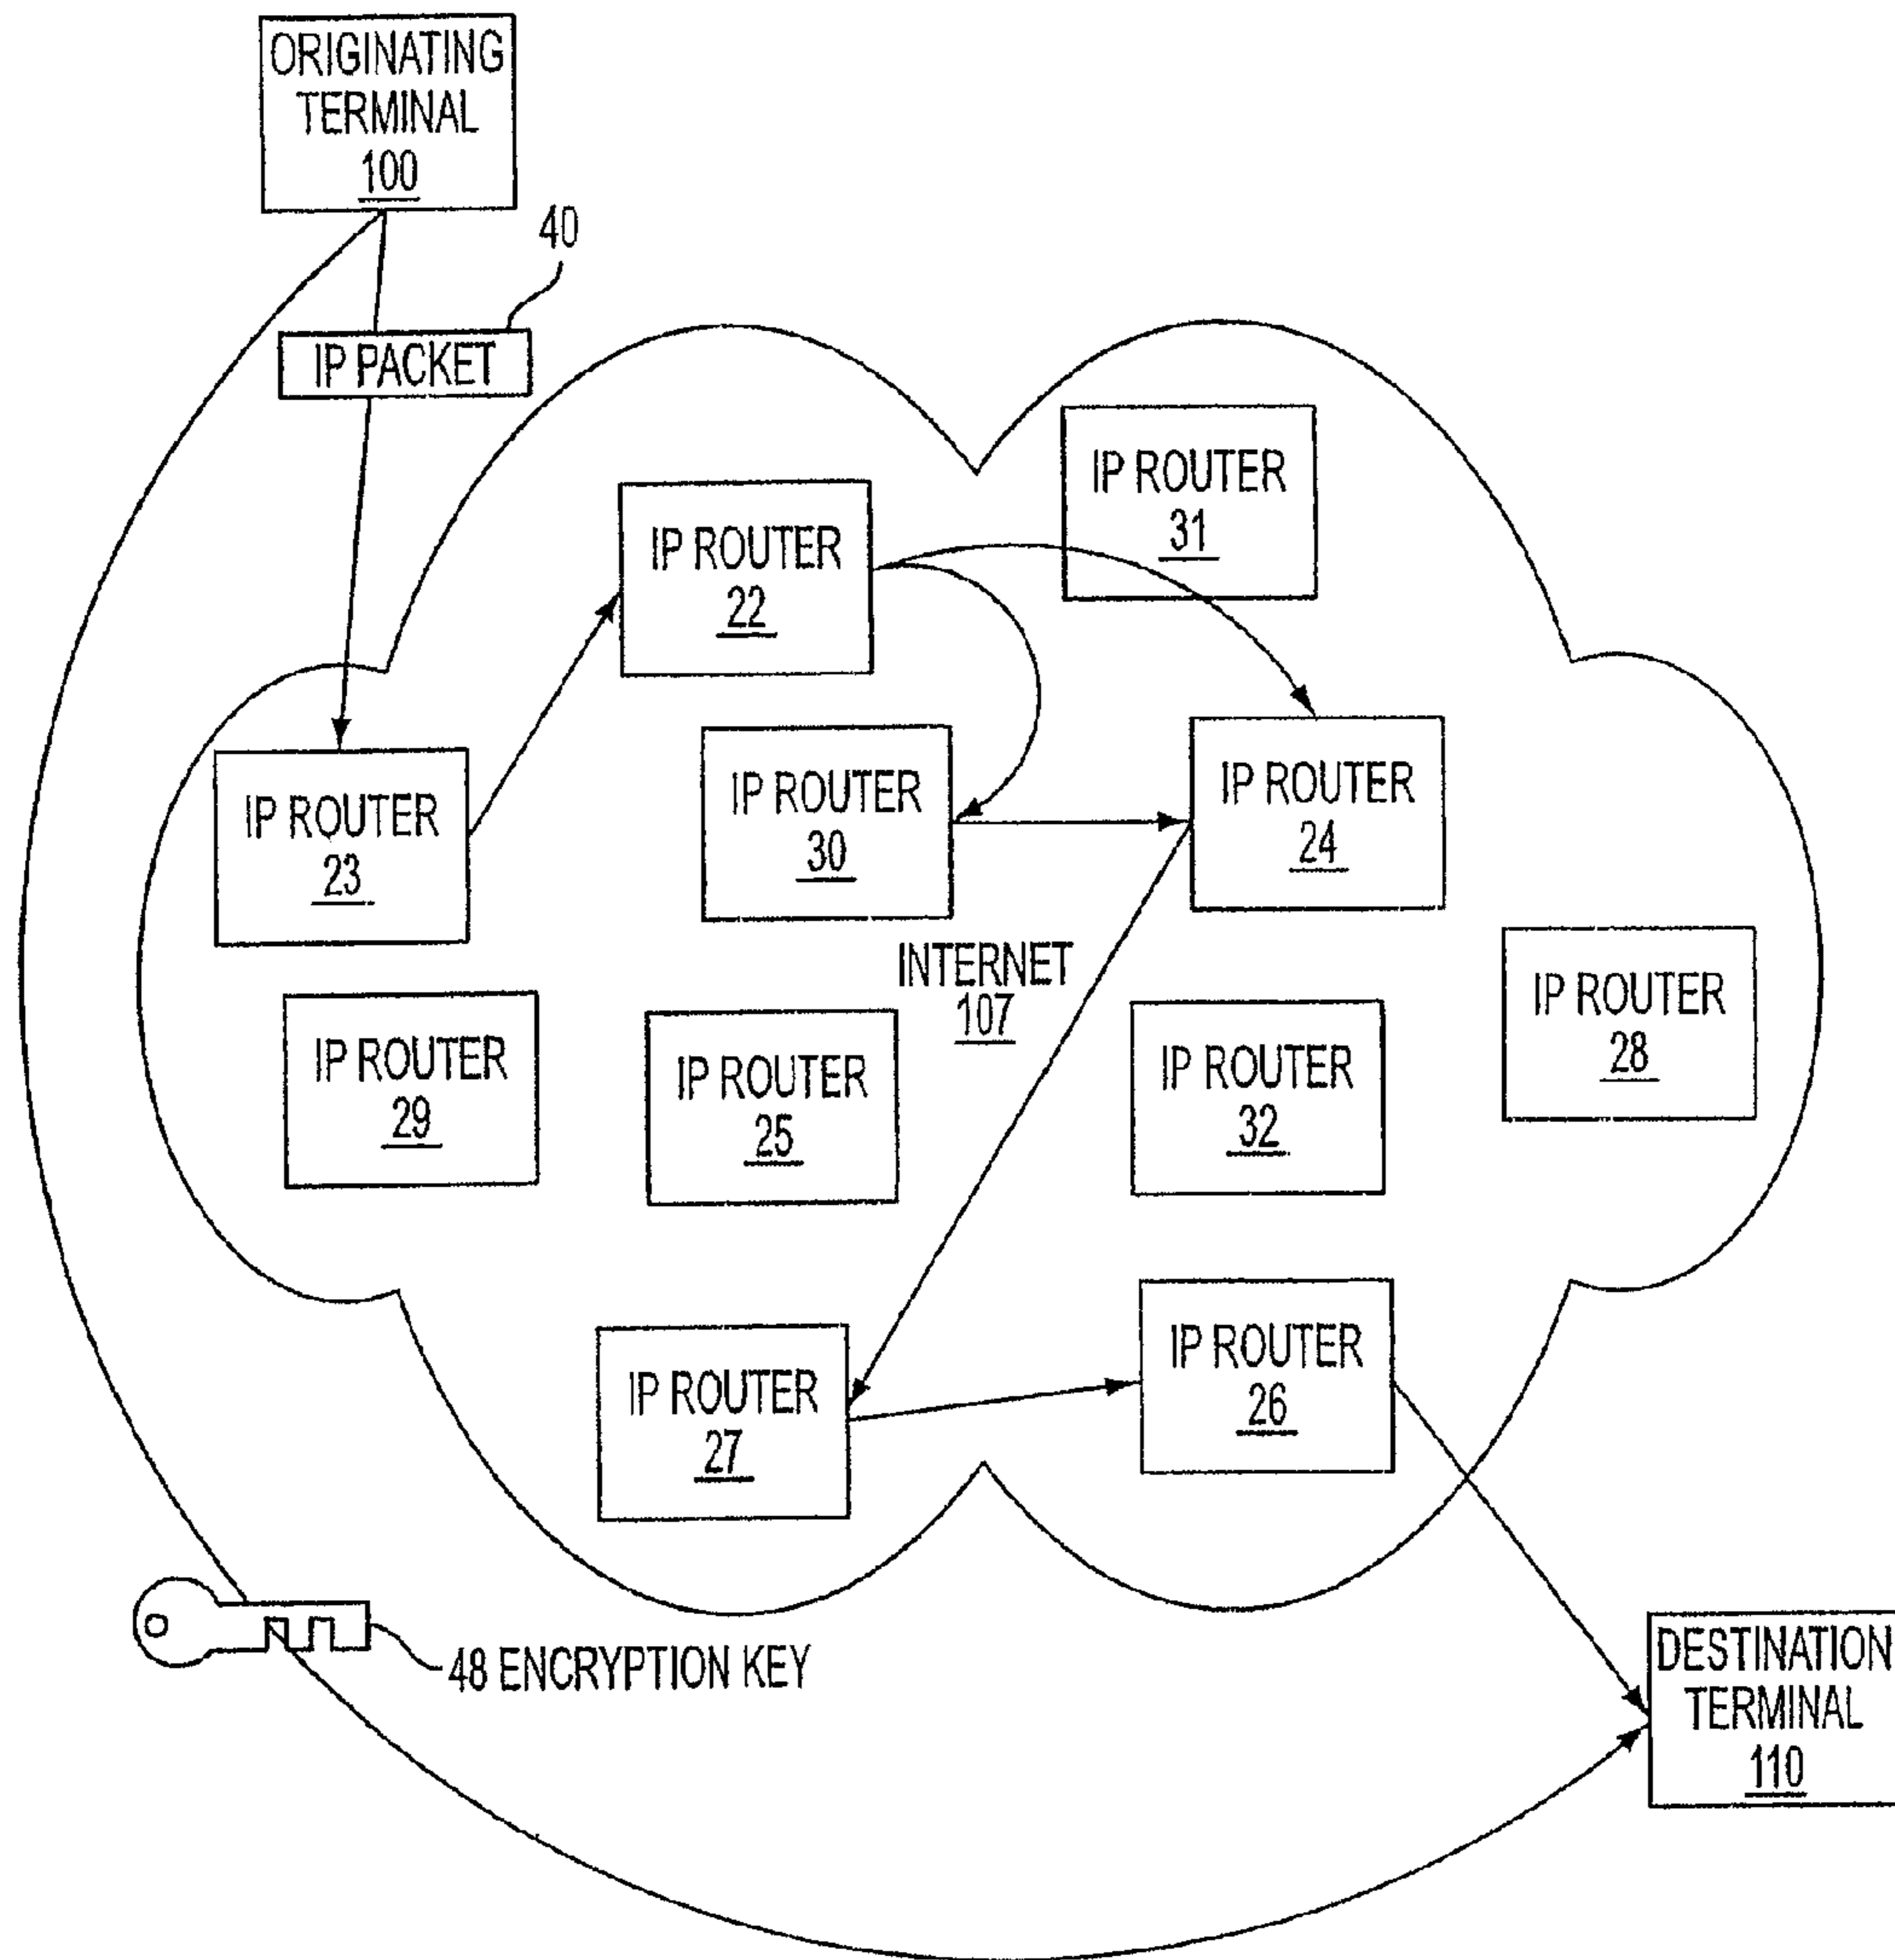 ORIGINATING
TERMINAL
100
40
IP PACKET
IP ROUTER
31
IP ROUTER
22
IP ROUTER
23
IP ROUTER
30
IP ROUTER
24
INTERNET
107
IP ROUTER
28
IP ROUTER
29
IP ROUTER
25
IP ROUTER
32
IP ROUTER
27
IP ROUTER
26
48 ENCRYPTION KEY
DESTINATION
TERMINAL
110